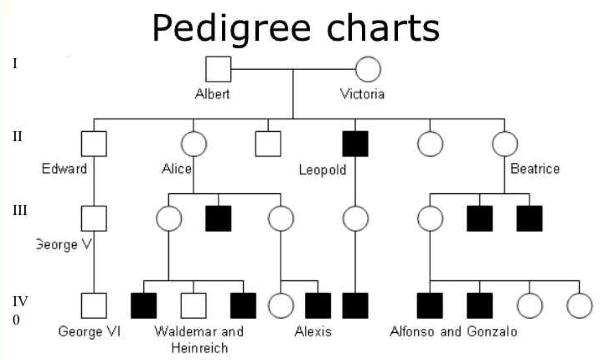 Pedigree charts
I
Albert Victoria
II
Edward Alice Leopold Beatrice
III
George V
IV
0
George VI Waldemar and Heinreich Alexis Alfonso and Gonzalo